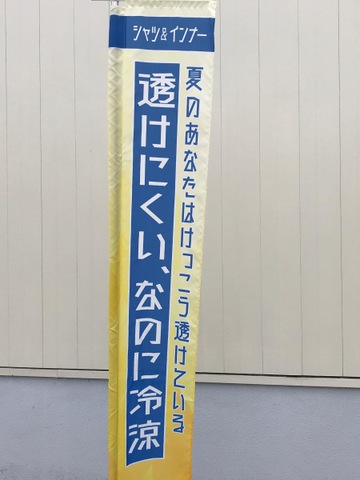 シャツ&インナー
夏のあなたはけっこう透けている
透けにくい、なのに冷涼